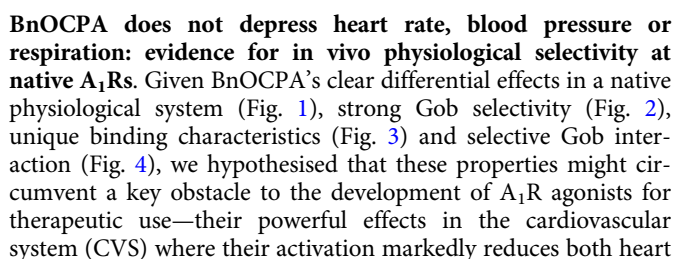 BnOCPA does not depress heart rate, blood pressure or
respiration: evidence for in vivo physiological selectivity at
native A₁Rs. Given BnOCPA's clear differential effects in a native
physiological system (Fig. 1), strong Gob selectivity (Fig. 2),
unique binding characteristics (Fig. 3) and selective Gob inter-
action (Fig. 4), we hypothesised that these properties might cir-
cumvent a key obstacle to the development of A₁R agonists for
therapeutic use—their powerful effects in the cardiovascular
system (CVS) where their activation markedly reduces both heart